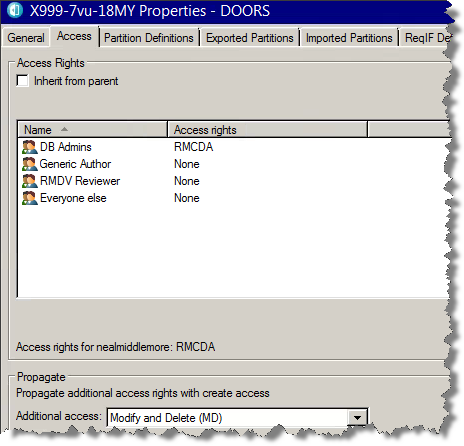 X999-7vu-18MY Properties - DOORS
General Access Partition Definitions Exported Partitions Imported Partitions ReqIF
Access Rights
Inherit from parent
Name Access rights
DB Admins RMCDA
Generic Author None
RMDV Reviewer None
Everyone else None
Access rights for nealmiddlemore: RMCDA
Propagate
Propagate additional access rights with create access
Additional access: Modify and Delete (MD)